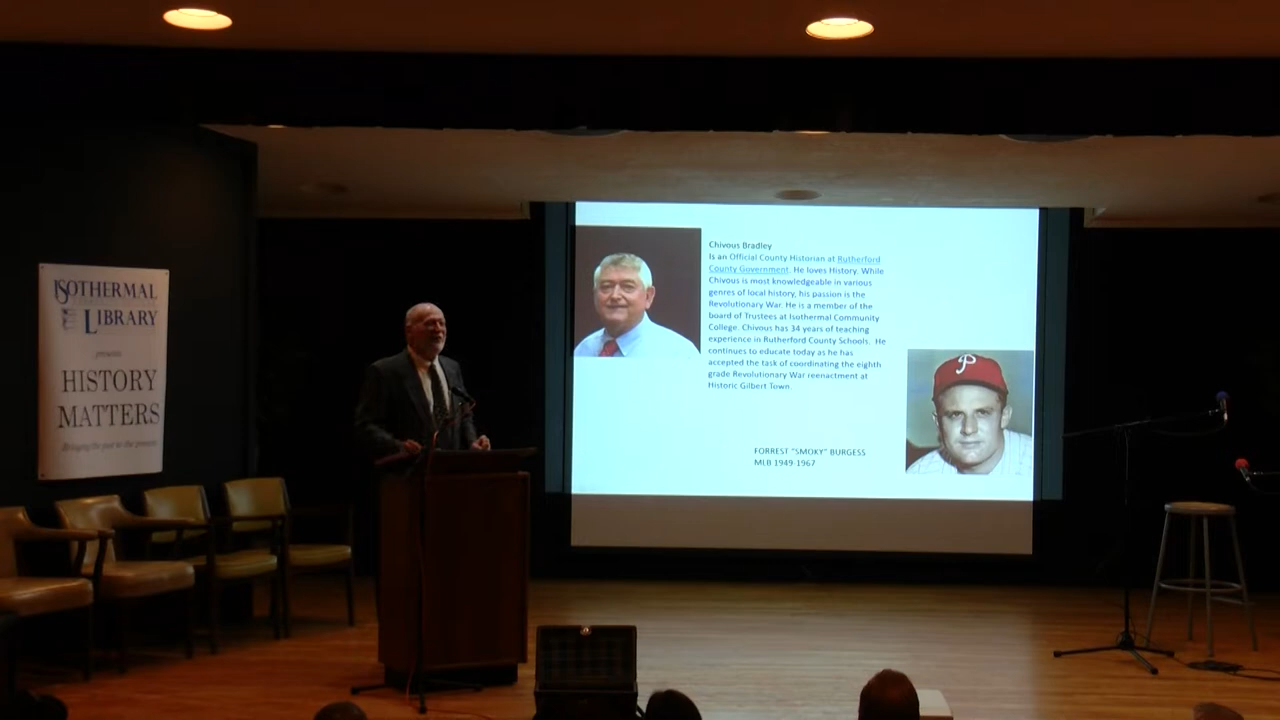 ISOTHERMAL
LIBRARY
presents
HISTORY
MATTERS
Bringing the past to the present
Chivous Bradley
Is an Official County Historian at Rutherford
County Government. He loves History. While
Chivous is most knowledgeable in various
genres of local history, his passion is the
Revolutionary War. He is a member of the
board of Trustees at Isothermal Community
College. Chivous has 34 years of teaching
experience in Rutherford County Schools. He
continues to educate today as he has
accepted the task of coordinating the eighth
grade Revolutionary War reenactment at
Historic Gilbert Town.
P
FORREST "SMOKY" BURGESS
MLB 1949-1967